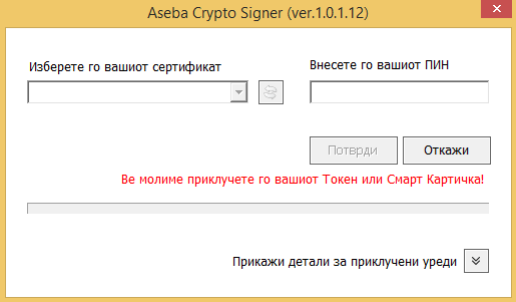 Aseba Crypto Signer (ver.1.0.1.12)
Изберете го вашиот сертификат
Внесете го вашиот ПИН
Потврди
Откажи
Ве молиме приклучете го вашиот Токен или Смарт Картичка!
Прикажи детали за приклучени уреди